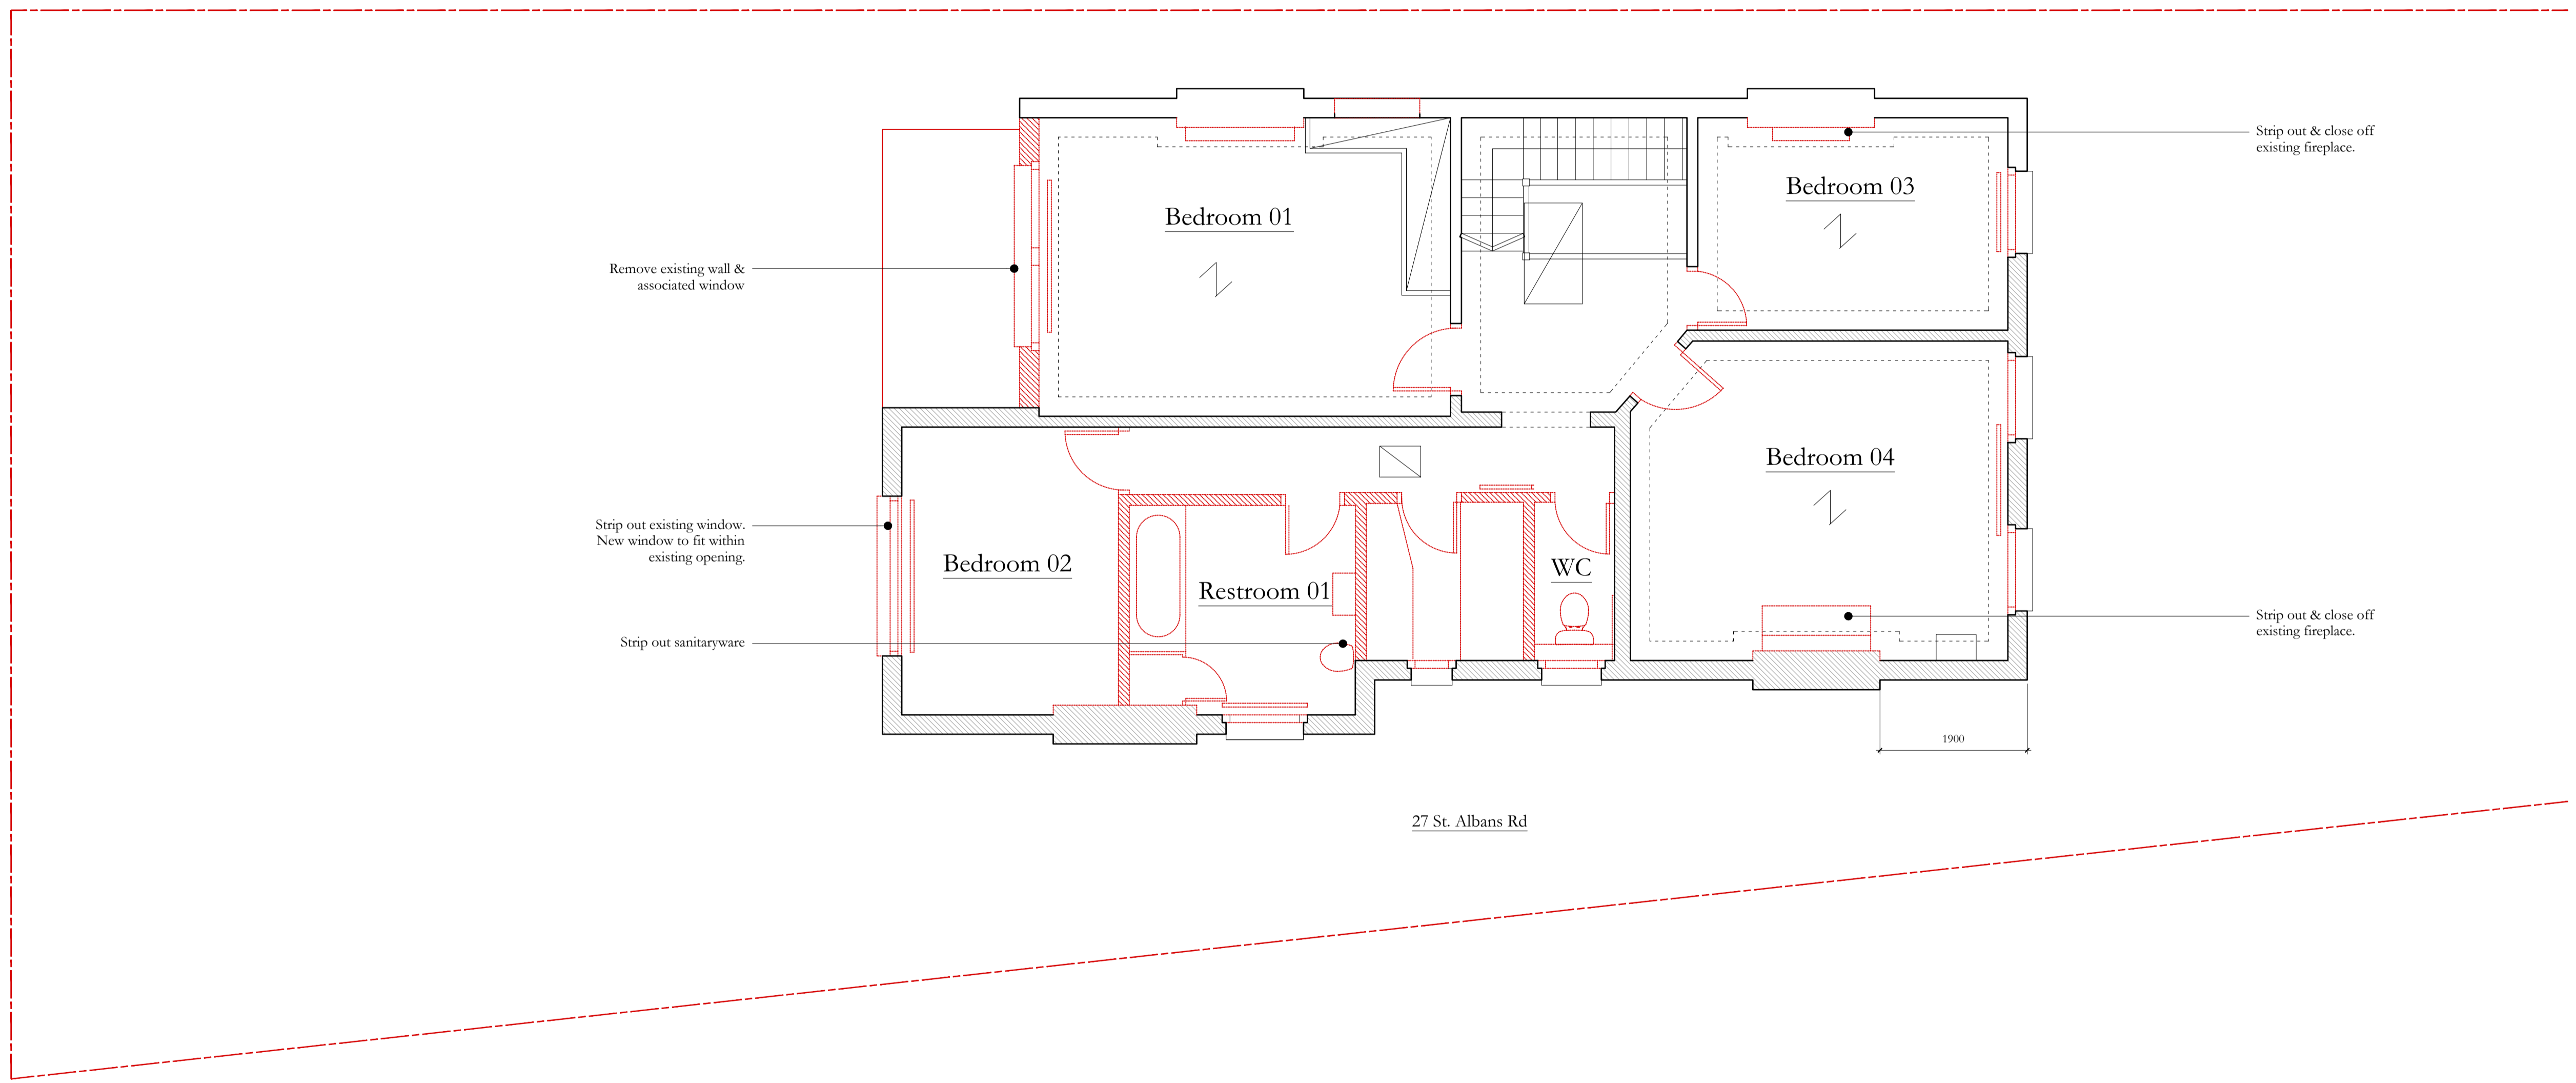 Strip out & close off
existing fireplace.
Bedroom 03
Bedroom 01
Remove existing wall &
associated window
Bedroom 04
Strip out existing window.
New window to fit within
existing opening.
Bedroom 02
WC
Restroom 01
Strip out & close off
existing fireplace.
Strip out sanitaryware
1900
27 St. Albans Rd